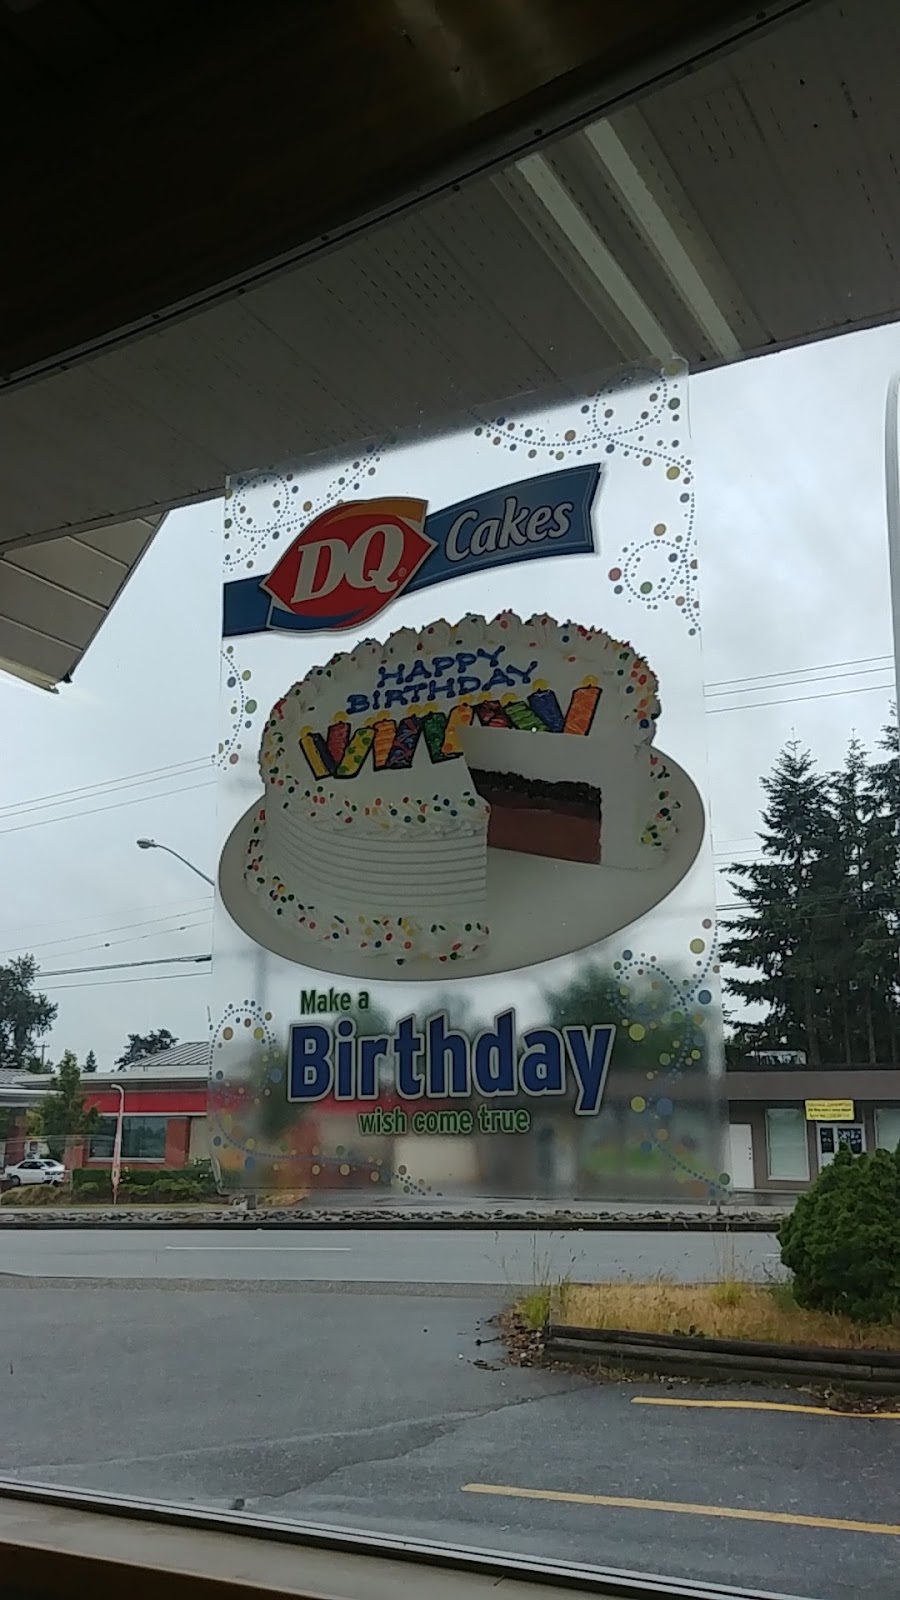 DQ® Cakes
HAPPY
BIRTHDAY
Make a
Birthday
wish come true